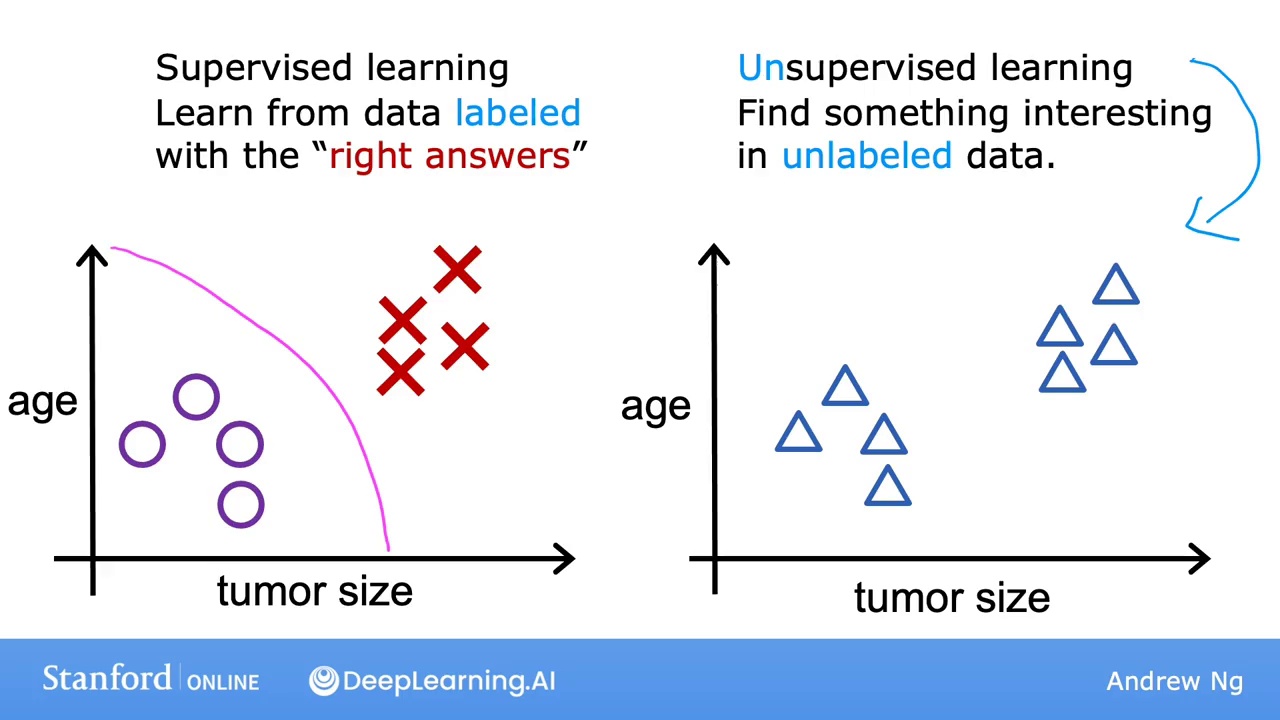 Supervised learning
Learn from data labeled
with the “right answers”
Unsupervised learning
Find something interesting
in unlabeled data.
age
tumor size
age
tumor size
Stanford ONLINE
DeepLearning.AI
Andrew Ng